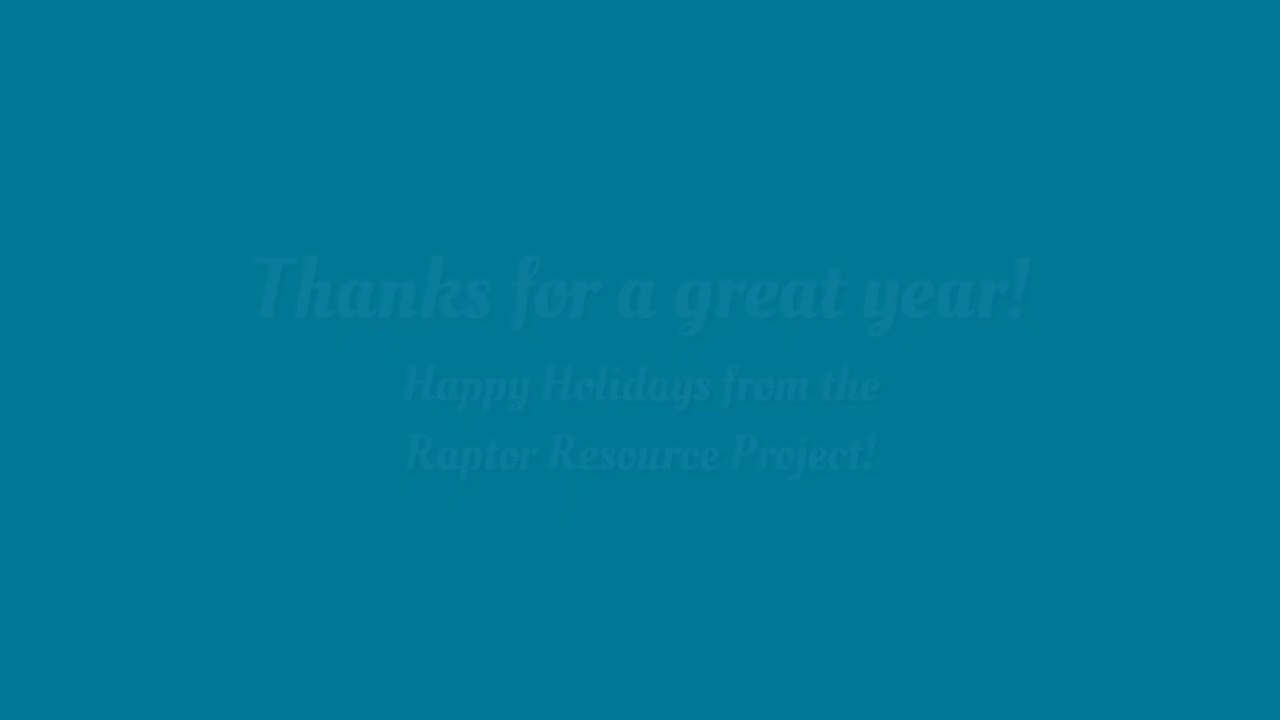 Thanks for a great year!
Happy Holidays from the
Raptor Resource Project!